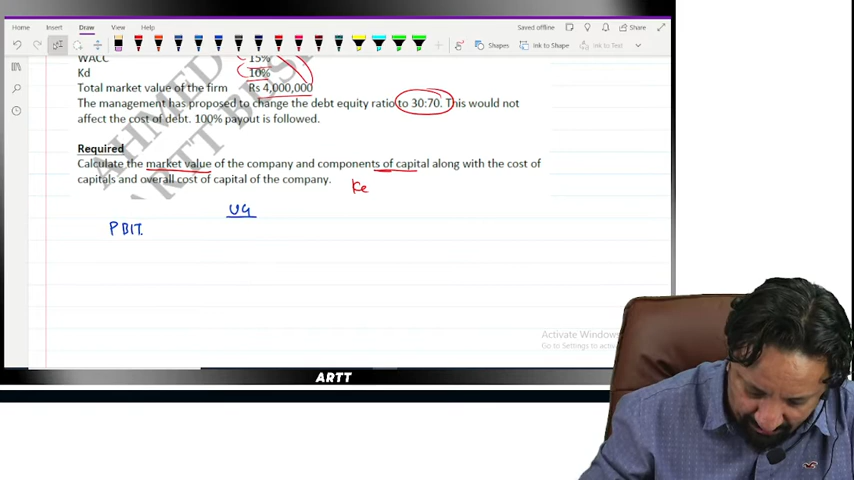 Home Insert Draw View Help Saved offline Share
Shapes Ink to Shape Ink to Text
WACC 15%
Kd 10%
Total market value of the firm Rs 4,000,000
The management has proposed to change the debt equity ratio to 30:70. This would not
affect the cost of debt. 100% payout is followed.
Required
Calculate the market value of the company and components of capital along with the cost of
capitals and overall cost of capital of the company.
Ke
UG
PBIT.
AHMED
ARTT BUS
Activate Windows
Go to Settings to activ
ARTT